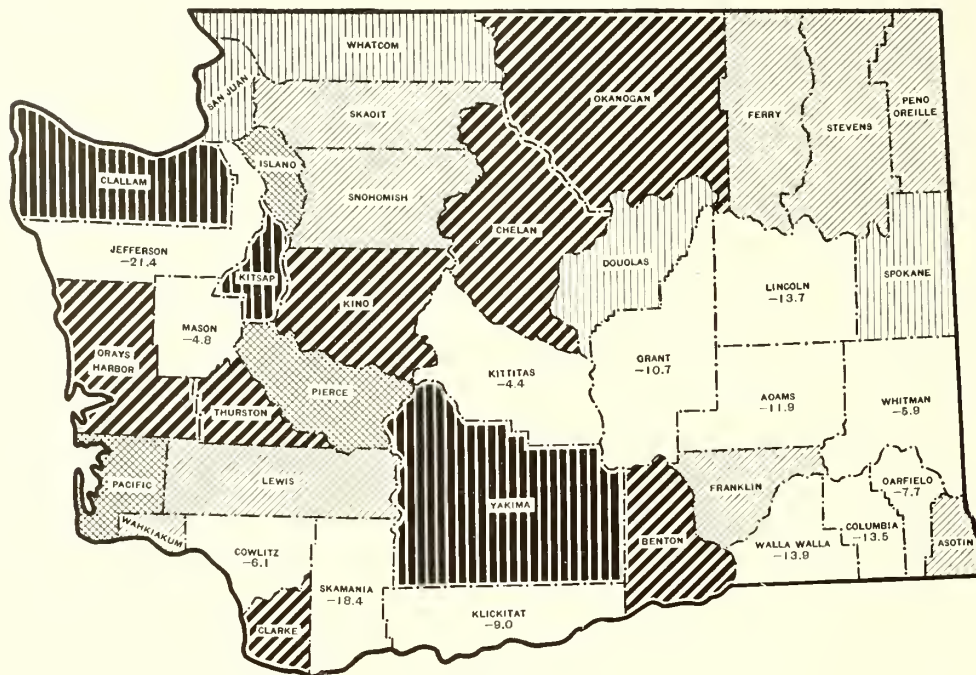 WHATCOM
SAN JUAN
SKAOIT
OKANOGAN
FERRY
STEVENS
PENO
OREILLE
ISLANO
CLALLAM
SNOHOMISH
CHELAN
JEFFERSON
−21.4
KITSAP
DOUOLAS
SPOKANE
LINCOLN
−13.7
KINO
MASON
−4.8
ORAYS
HARBOR
THURSTON
PIERCE
KITTITAS
−4.4
ORANT
−10.7
AOAMS
−11.9
WHITMAN
−5.9
PACIFIC
LEWIS
YAKIMA
FRANKLIN
OARFIELO
−7.7
WAHKIAKUM
COWLITZ
−6.1
SKAMANIA
−18.4
BENTON
WALLA WALLA
−13.9
COLUMBIA
−13.5
ASOTIN
CLARKE
KLICKITAT
−9.0